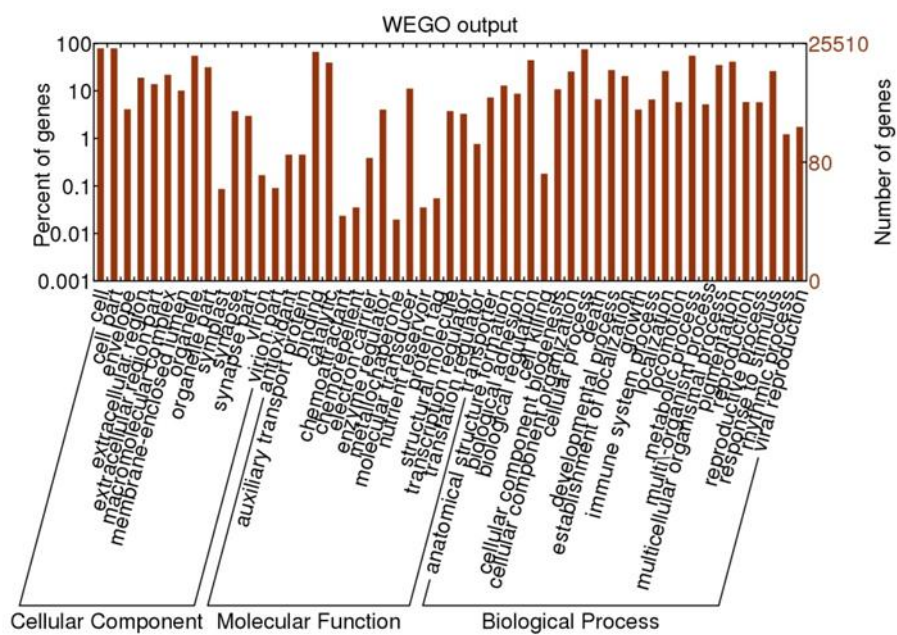 WEGO output
Percent of genes
100
10
1
0.1
0.01
0.001
25510
80
0
Number of genes
cell
cell part
envelope
extracellular region
extracellular region part
macromolecular complex
membrane-enclosed lumen
organelle
organelle part
symplast
synapse
synapse part
virion
virion part
antioxidant
auxiliary transport protein
binding
catalytic
chemoattractant
chemorepellent
electron carrier
enzyme regulator
metallochaperone
molecular transducer
nutrient reservoir
protein tag
structural molecule
transcription regulator
translation regulator
transporter
anatomical structure formation
biological adhesion
biological regulation
cell killing
cellular component biogenesis
cellular component organization
cellular process
death
developmental process
establishment of localization
growth
immune system process
localization
locomotion
metabolic process
multi-organism process
multicellular organismal process
pigmentation
reproduction
reproductive process
response to stimulus
rhythmic process
viral reproduction
Cellular Component
Molecular Function
Biological Process